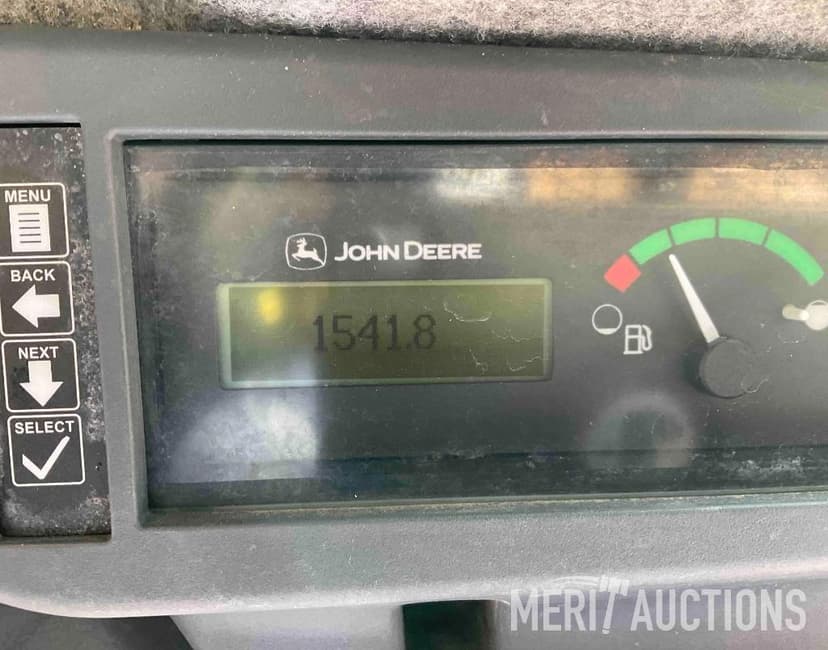 MENU
BACK
NEXT
SELECT
JOHN DEERE
1541.8
MERIT AUCTIONS